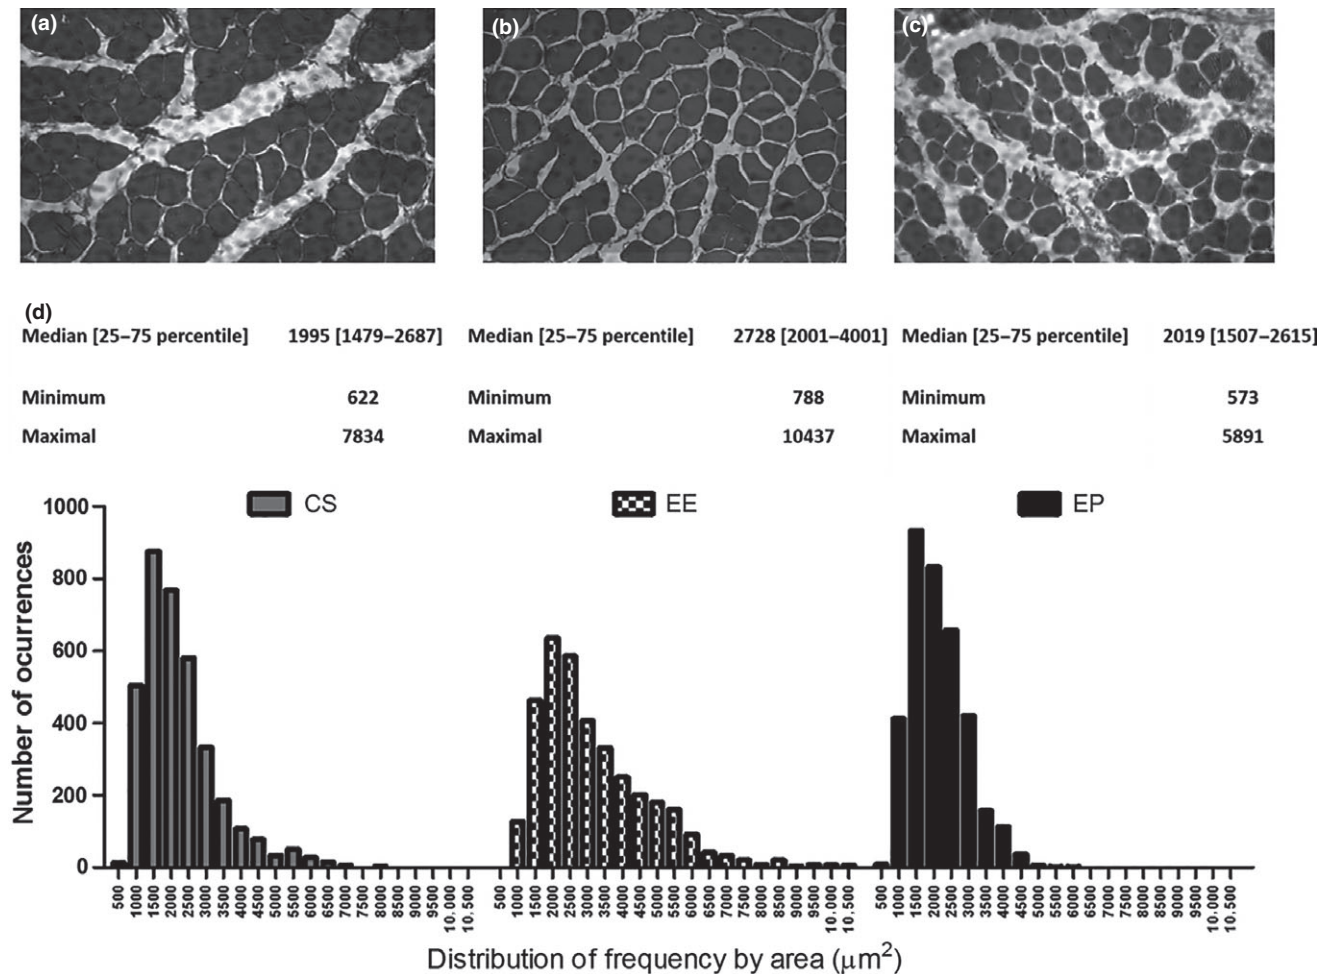 (a)
(b)
(c)
(d)
Median [25–75 percentile] 1995 [1479–2687] Median [25–75 percentile] 2728 [2001–4001] Median [25–75 percentile] 2019 [1507–2615]
Minimum 622 Minimum 788 Minimum 573
Maximal 7834 Maximal 10437 Maximal 5891
CS EE EP
Number of ocurrences
1000
800
600
400
200
0
500 1000 1500 2000 2500 3000 3500 4000 4500 5000 5500 6000 6500 7000 7500 8000 8500 9000 9500 10.000 10.500
500 1000 1500 2000 2500 3000 3500 4000 4500 5000 5500 6000 6500 7000 7500 8000 8500 9000 9500 10.000 10.500
500 1000 1500 2000 2500 3000 3500 4000 4500 5000 5500 6000 6500 7000 7500 8000 8500 9000 9500 10.000 10.500
Distribution of frequency by area (μm²)